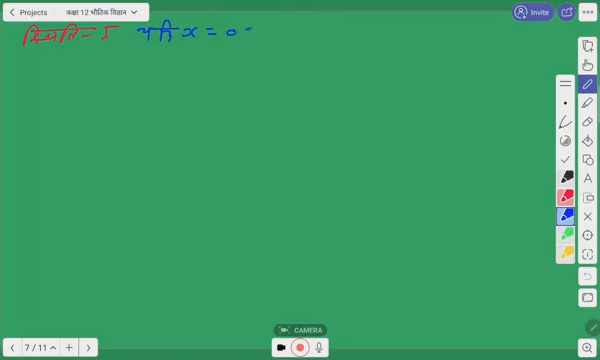 Projects कक्षा 12 भौतिक विज्ञान Invite
स्थिति - I यदि x = 0
A
7 / 11
CAMERA